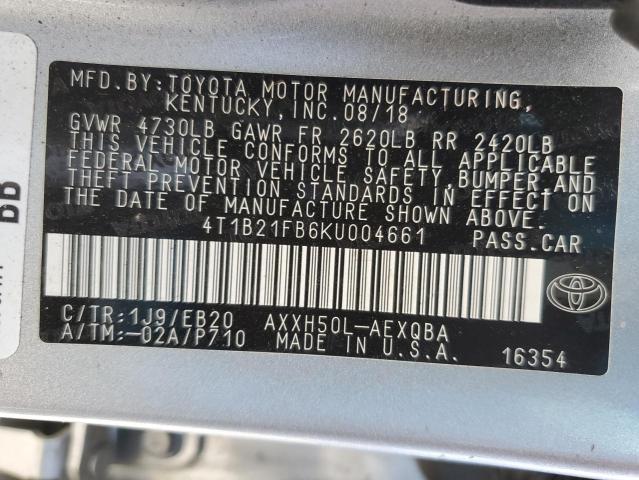 MFD.BY:TOYOTA MOTOR MANUFACTURING,
KENTUCKY, INC. 08/18
GVWR 4730LB GAWR FR 2620LB RR 2420LB
THIS VEHICLE CONFORMS TO ALL APPLICABLE
FEDERAL MOTOR VEHICLE SAFETY, BUMPER, AND
THEFT PREVENTION STANDARDS IN EFFECT ON
THE DATE OF MANUFACTURE SHOWN ABOVE.
4T1B21FB6KU004661 PASS.CAR
C/TR:1J9/EB20 AXXH50L-AEXQBA
A/TM:-02A/P710 MADE IN U.S.A. 16354